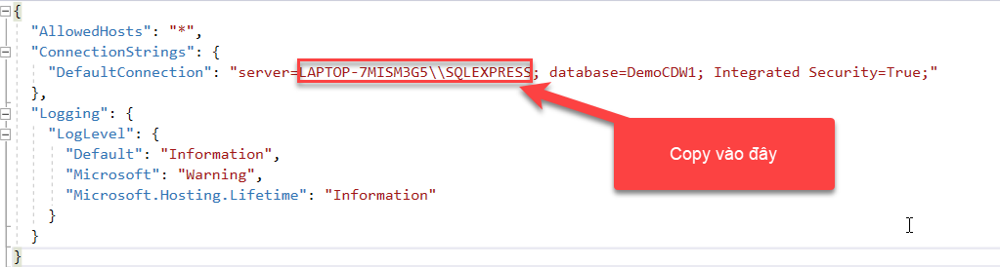 {
"AllowedHosts": "*",
"ConnectionStrings": {
"DefaultConnection": "server=LAPTOP-7MISM3G5\\SQLEXPRESS; database=DemoCDW1; Integrated Security=True;"
},
"Logging": {
"LogLevel": {
"Default": "Information",
"Microsoft": "Warning",
"Microsoft.Hosting.Lifetime": "Information"
}
}
}
Copy vào đây